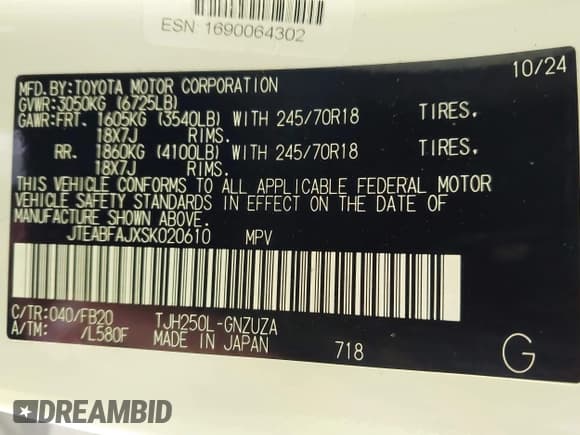 ESN 1690064302
MFD.BY:TOYOTA MOTOR CORPORATION 10/24
GVWR:3050KG (6725LB)
GAWR:FRT. 1605KG (3540LB) WITH 245/70R18 TIRES.
18X7J RIMS.
RR. 1860KG (4100LB) WITH 245/70R18 TIRES.
18X7J RIMS.
THIS VEHICLE CONFORMS TO ALL APPLICABLE FEDERAL MOTOR
VEHICLE SAFETY STANDARDS IN EFFECT ON THE DATE OF
MANUFACTURE SHOWN ABOVE.
JTEABFAJXSK020610 MPV
C/TR:040/FB20 TJH250L-GNZUZA
A/TM: /L580F MADE IN JAPAN 718 G
DREAMBID